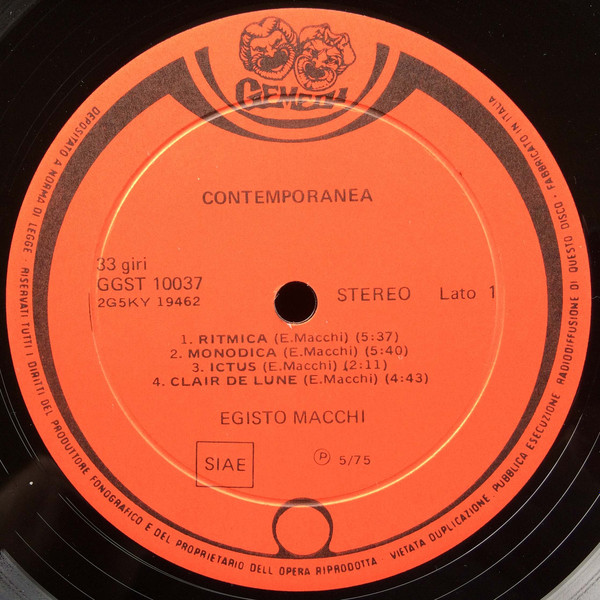 GEMELLI
CONTEMPORANEA
33 giri
GGST 10037
2G5KY 19462
STEREO Lato 1
1. RITMICA (E.Macchi) (5:37)
2. MONODICA (E.Macchi) (5:40)
3. ICTUS (E.Macchi) (2:11)
4. CLAIR DE LUNE (E.Macchi) (4:43)
EGISTO MACCHI
SIAE
Ⓟ 5/75
DEPOSITATO A NORMA DI LEGGE · RISERVATI TUTTI I DIRITTI DEL PRODUTTORE FONOGRAFICO E DEL PROPRIETARIO DELL OPERA RIPRODOTTA VIETATA DUPLICAZIONE · PUBBLICA ESECUZIONE RADIODIFFUSIONE DI QUESTO DISCO · FABBRICATO IN ITALIA